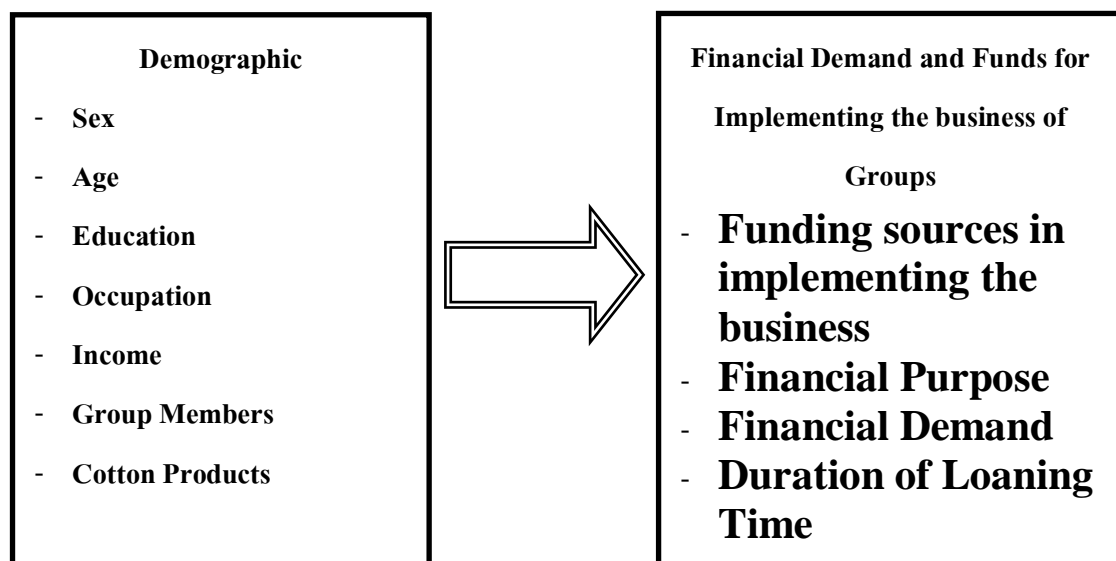 Demographic
- Sex
- Age
- Education
- Occupation
- Income
- Group Members
- Cotton Products
Financial Demand and Funds for
Implementing the business of
Groups
- Funding sources in
implementing the
business
- Financial Purpose
- Financial Demand
- Duration of Loaning
Time